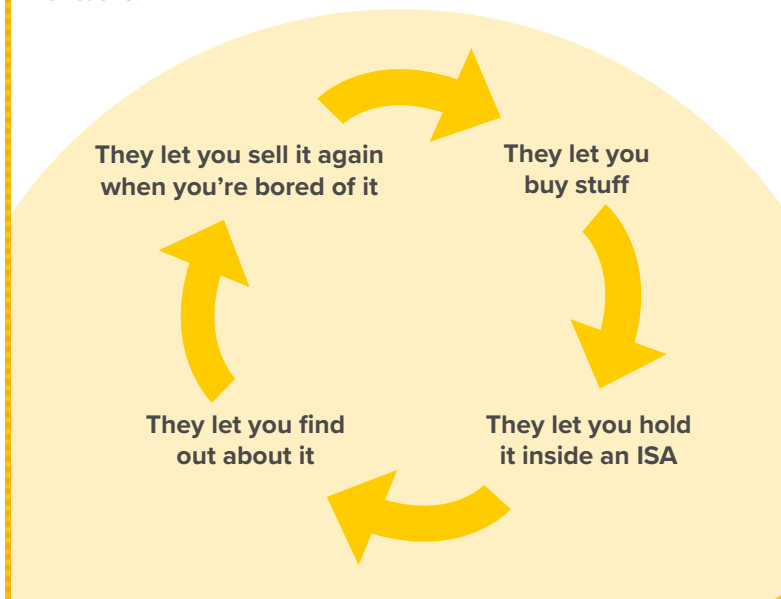 They let you sell it again
when you're bored of it
They let you
buy stuff
They let you hold
it inside an ISA
They let you find
out about it